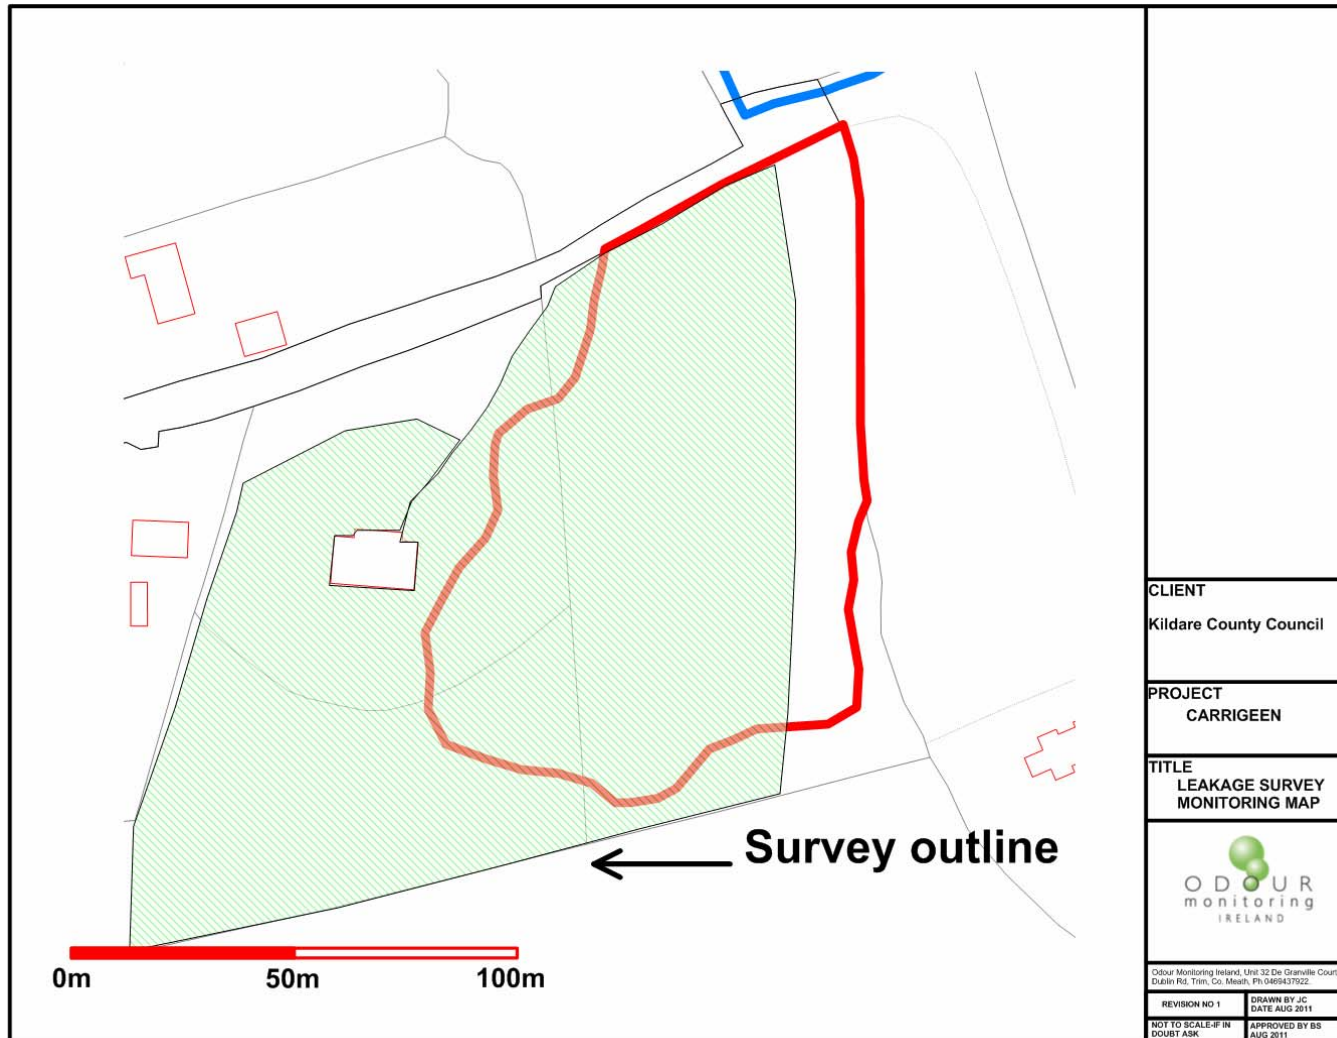 Survey outline
0m 50m 100m
CLIENT
Kildare County Council
PROJECT
CARRIGEEN
TITLE
LEAKAGE SURVEY
MONITORING MAP
ODOUR
monitoring
IRELAND
Odour Monitoring Ireland, Unit 32 De Granville Court
Dublin Rd, Trim, Co. Meath, Ph 0469437922.
REVISION NO 1
DRAWN BY JC
DATE AUG 2011
NOT TO SCALE-IF IN
DOUBT ASK
APPROVED BY BS
AUG 2011